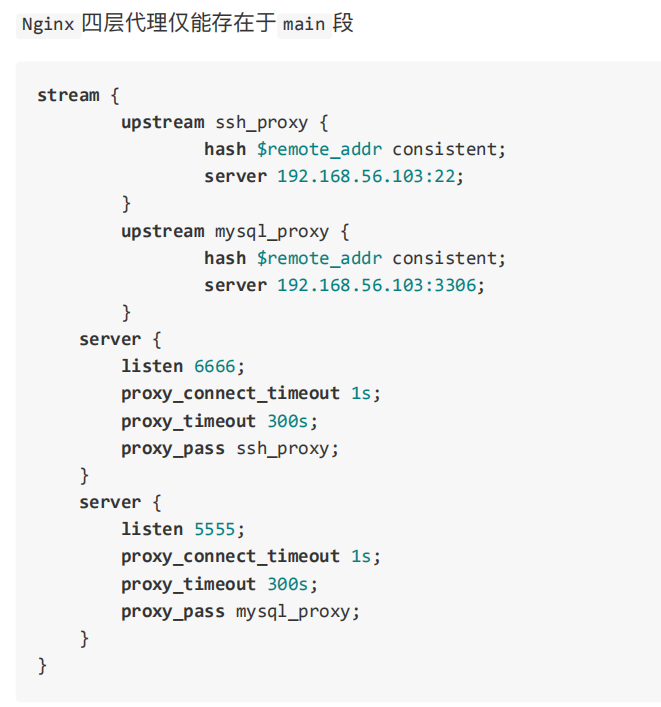 Nginx 四层代理仅能存在于 main 段
stream {
upstream ssh_proxy {
hash $remote_addr consistent;
server 192.168.56.103:22;
}
upstream mysql_proxy {
hash $remote_addr consistent;
server 192.168.56.103:3306;
}
server {
listen 6666;
proxy_connect_timeout 1s;
proxy_timeout 300s;
proxy_pass ssh_proxy;
}
server {
listen 5555;
proxy_connect_timeout 1s;
proxy_timeout 300s;
proxy_pass mysql_proxy;
}
}